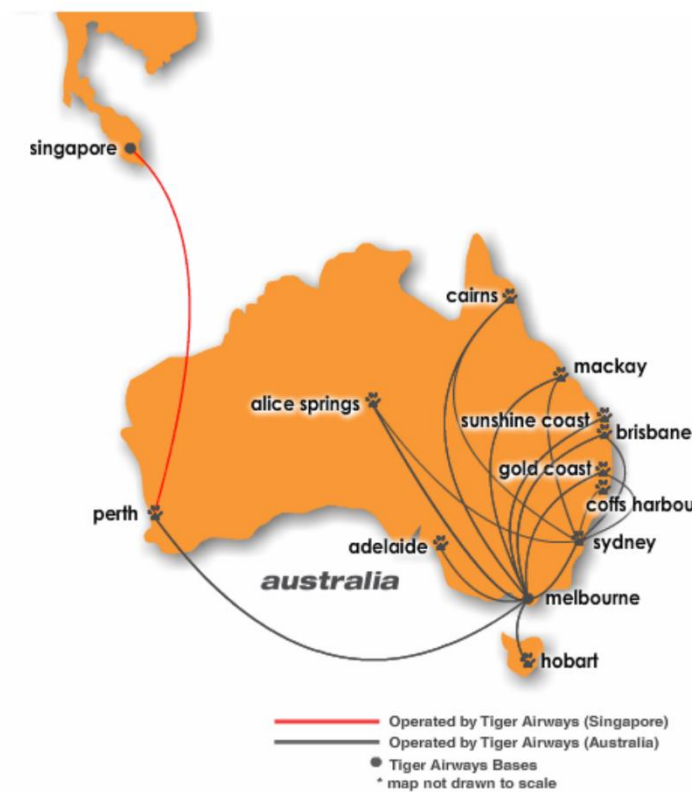 singapore
cairns
mackay
alice springs
sunshine coast
brisbane
gold coast
coffs harbou
perth
sydney
adelaide
australia
melbourne
hobart
Operated by Tiger Airways (Singapore)
Operated by Tiger Airways (Australia)
Tiger Airways Bases
* map not drawn to scale